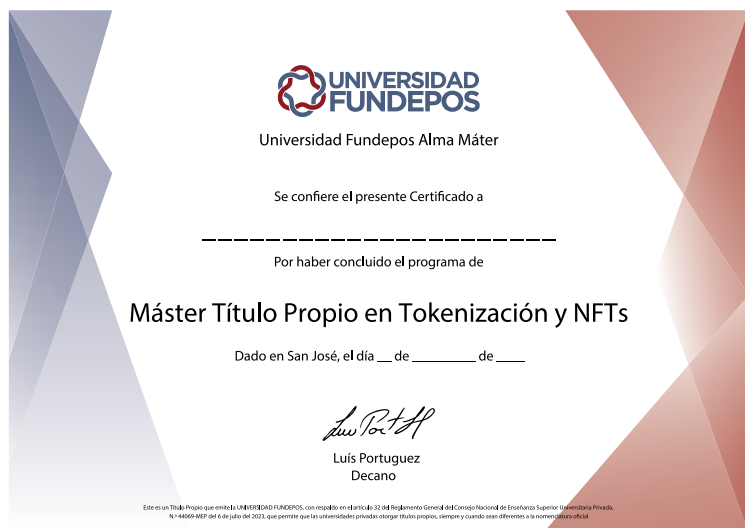 UNIVERSIDAD
FUNDEPOS
Universidad Fundepos Alma Máter
Se confiere el presente Certificado a
Por haber concluido el programa de
Máster Título Propio en Tokenización y NFTs
Dado en San José, el día __ de ________ de ____
Luís Portuguez
Decano
Este es un Título Propio que emite la UNIVERSIDAD FUNDEPOS, con respaldo en el artículo 32 del Reglamento General del Consejo Nacional de Enseñanza Superior Universitaria Privada,
N.º 44069-MEP del 6 de julio del 2023, que permite que las universidades privadas otorgar títulos propios, siempre y cuando sean diferentes a la nomenclatura oficial